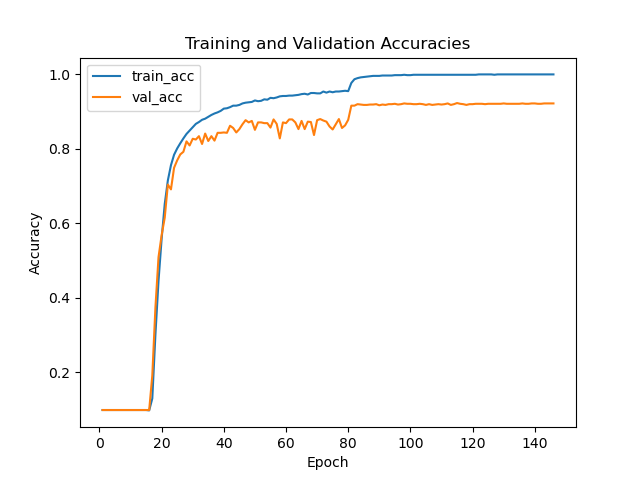 Training and Validation Accuracies
train_acc
val_acc
1.0
0.8
0.6
0.4
0.2
Accuracy
0 20 40 60 80 100 120 140
Epoch